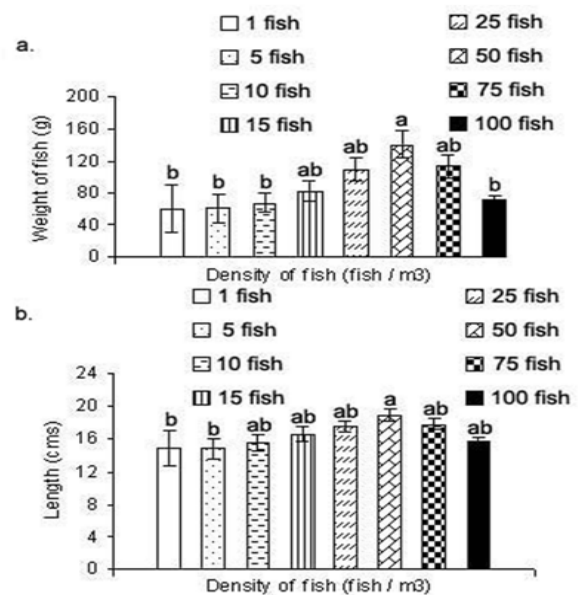 a.
1 fish 25 fish
5 fish 50 fish
10 fish 75 fish
15 fish 100 fish
Weight of fish (g)
200
160
120
80
40
0
b b b ab ab a ab b
Density of fish (fish / m3)
b.
1 fish 25 fish
5 fish 50 fish
10 fish 75 fish
15 fish 100 fish
Length (cms)
24
20
16
12
8
4
0
b b ab ab ab a ab ab
Density of fish (fish / m3)